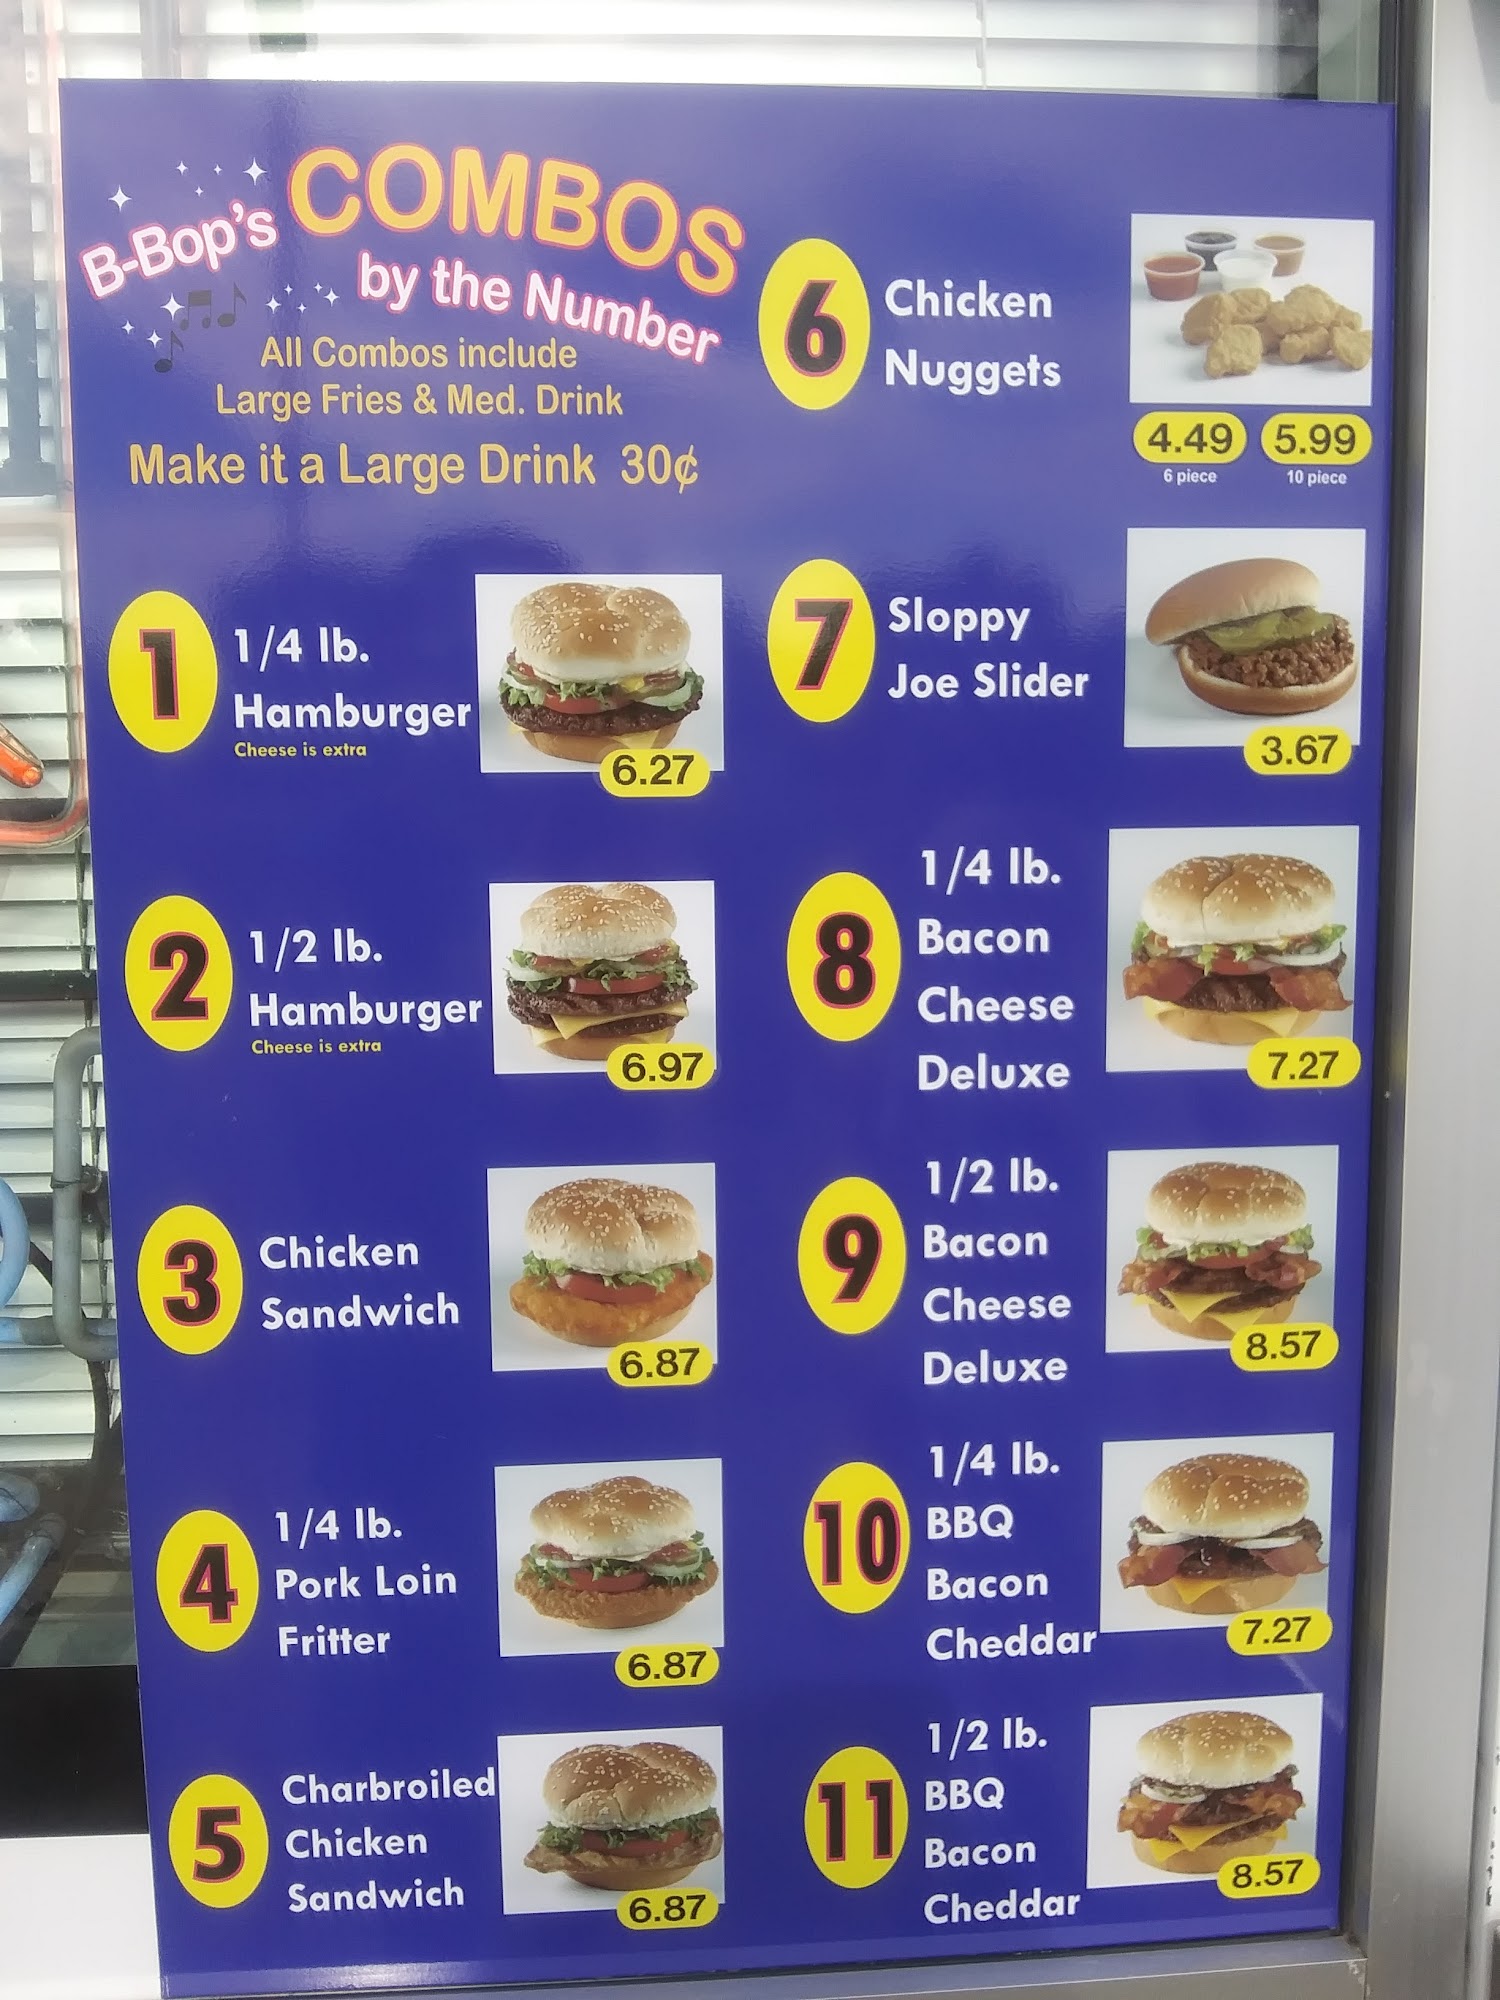 B-Bop's COMBOS
by the Number
All Combos include
Large Fries & Med. Drink
Make it a Large Drink 30¢
1
1/4 lb.
Hamburger
Cheese is extra
6.27
2
1/2 lb.
Hamburger
Cheese is extra
6.97
3
Chicken
Sandwich
6.87
4
1/4 lb.
Pork Loin
Fritter
6.87
5
Charbroiled
Chicken
Sandwich
6.87
6
Chicken
Nuggets
4.49 5.99
6 piece 10 piece
7
Sloppy
Joe Slider
3.67
8
1/4 lb.
Bacon
Cheese
Deluxe
7.27
9
1/2 lb.
Bacon
Cheese
Deluxe
8.57
10
1/4 lb.
BBQ
Bacon
Cheddar
7.27
11
1/2 lb.
BBQ
Bacon
Cheddar
8.57